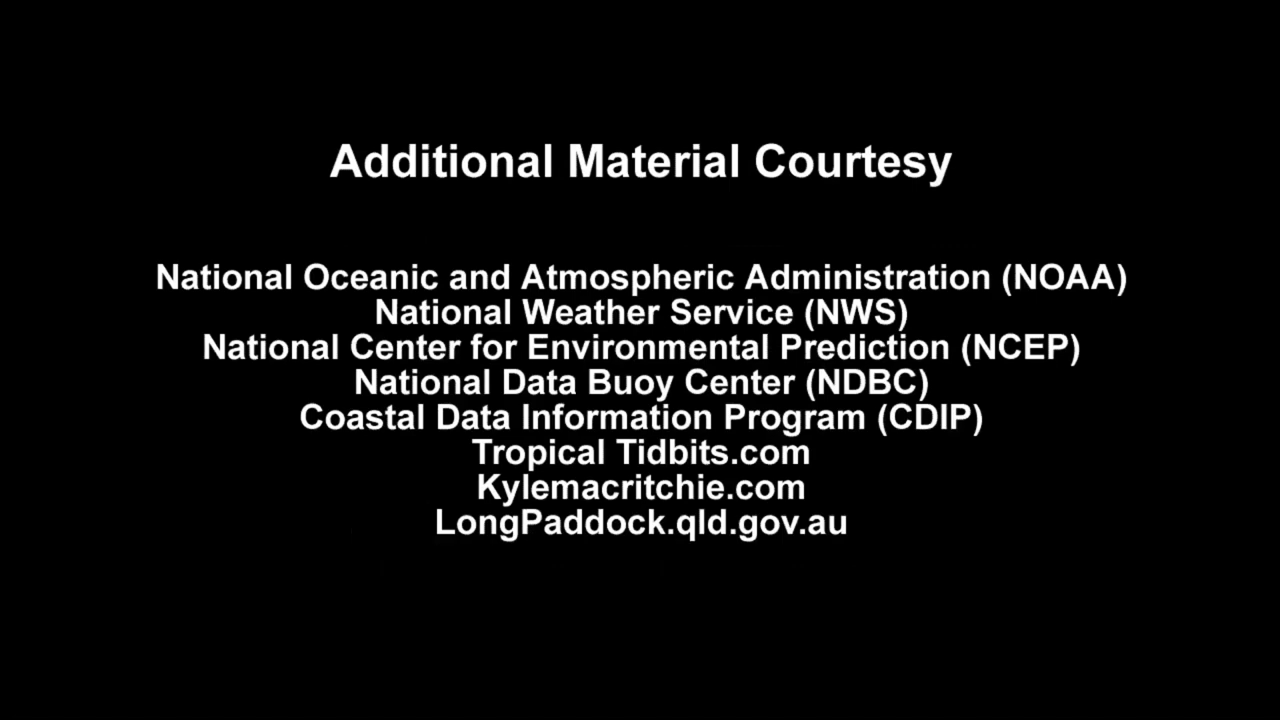 Additional Material Courtesy
National Oceanic and Atmospheric Administration (NOAA)
National Weather Service (NWS)
National Center for Environmental Prediction (NCEP)
National Data Buoy Center (NDBC)
Coastal Data Information Program (CDIP)
Tropical Tidbits.com
Kylemacritchie.com
LongPaddock.qld.gov.au